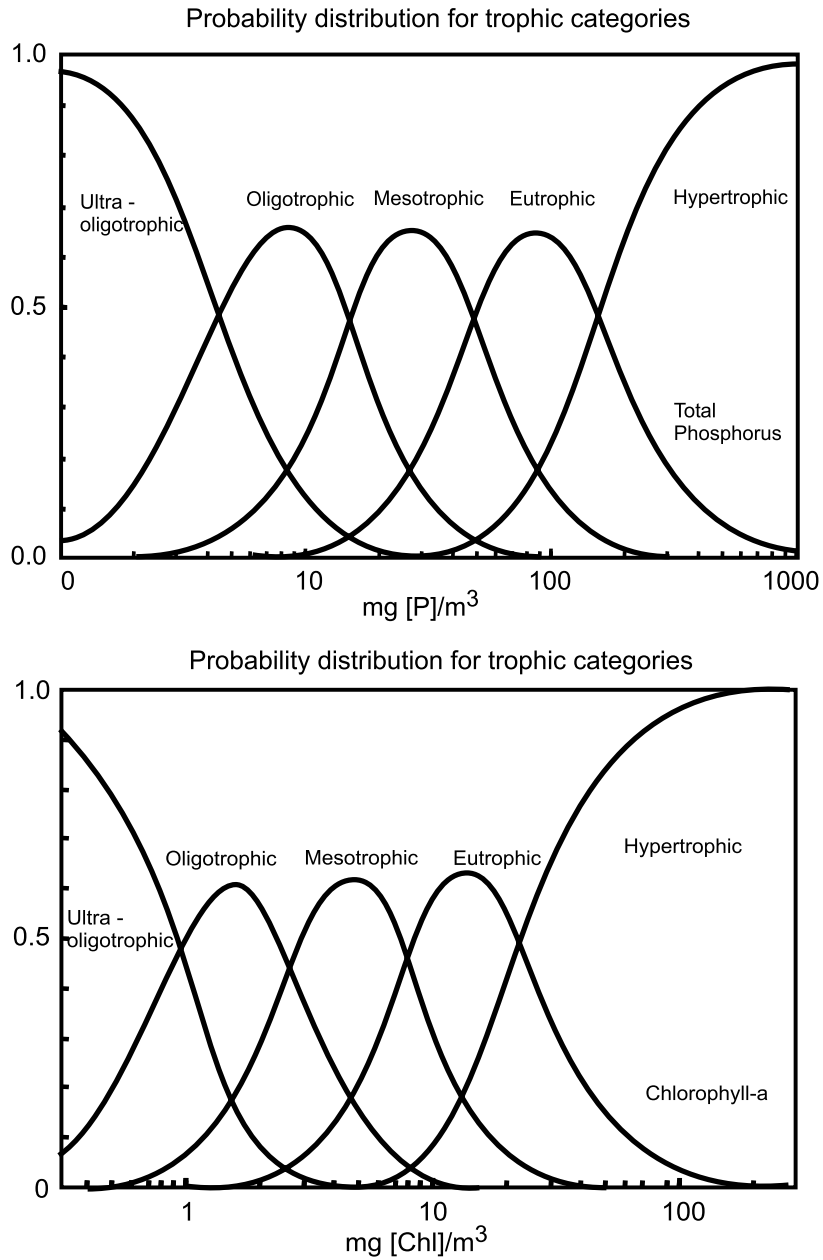 Probability distribution for trophic categories
1.0
Ultra -
oligotrophic
Oligotrophic
Mesotrophic
Eutrophic
Hypertrophic
0.5
Total
Phosphorus
0.0
0
10
100
1000
mg [P]/m³
Probability distribution for trophic categories
1.0
Oligotrophic
Mesotrophic
Eutrophic
Hypertrophic
Ultra -
oligotrophic
0.5
Chlorophyll-a
0
1
10
100
mg [Chl]/m³